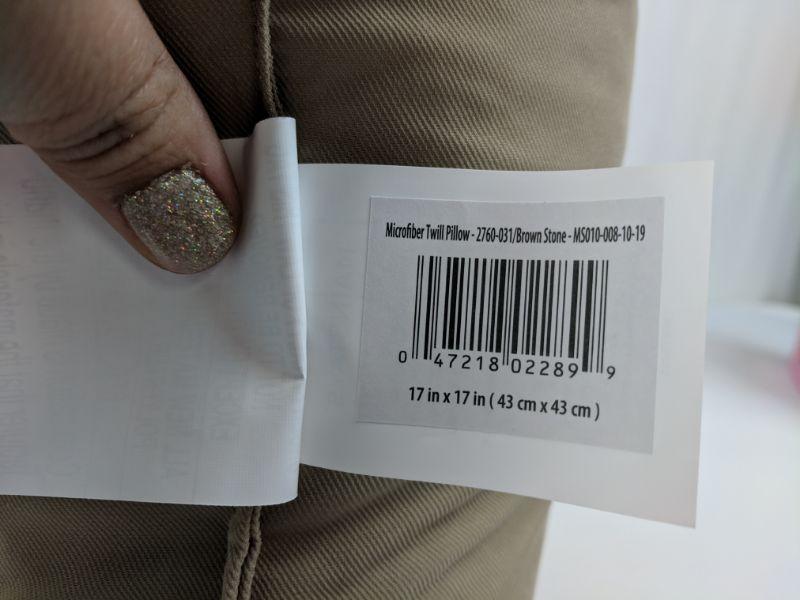 Microfiber Twill Pillow - 2760-031/Brown Stone - MS010-008-10-19
0 47218 02289 9
17 in x 17 in ( 43 cm x 43 cm )